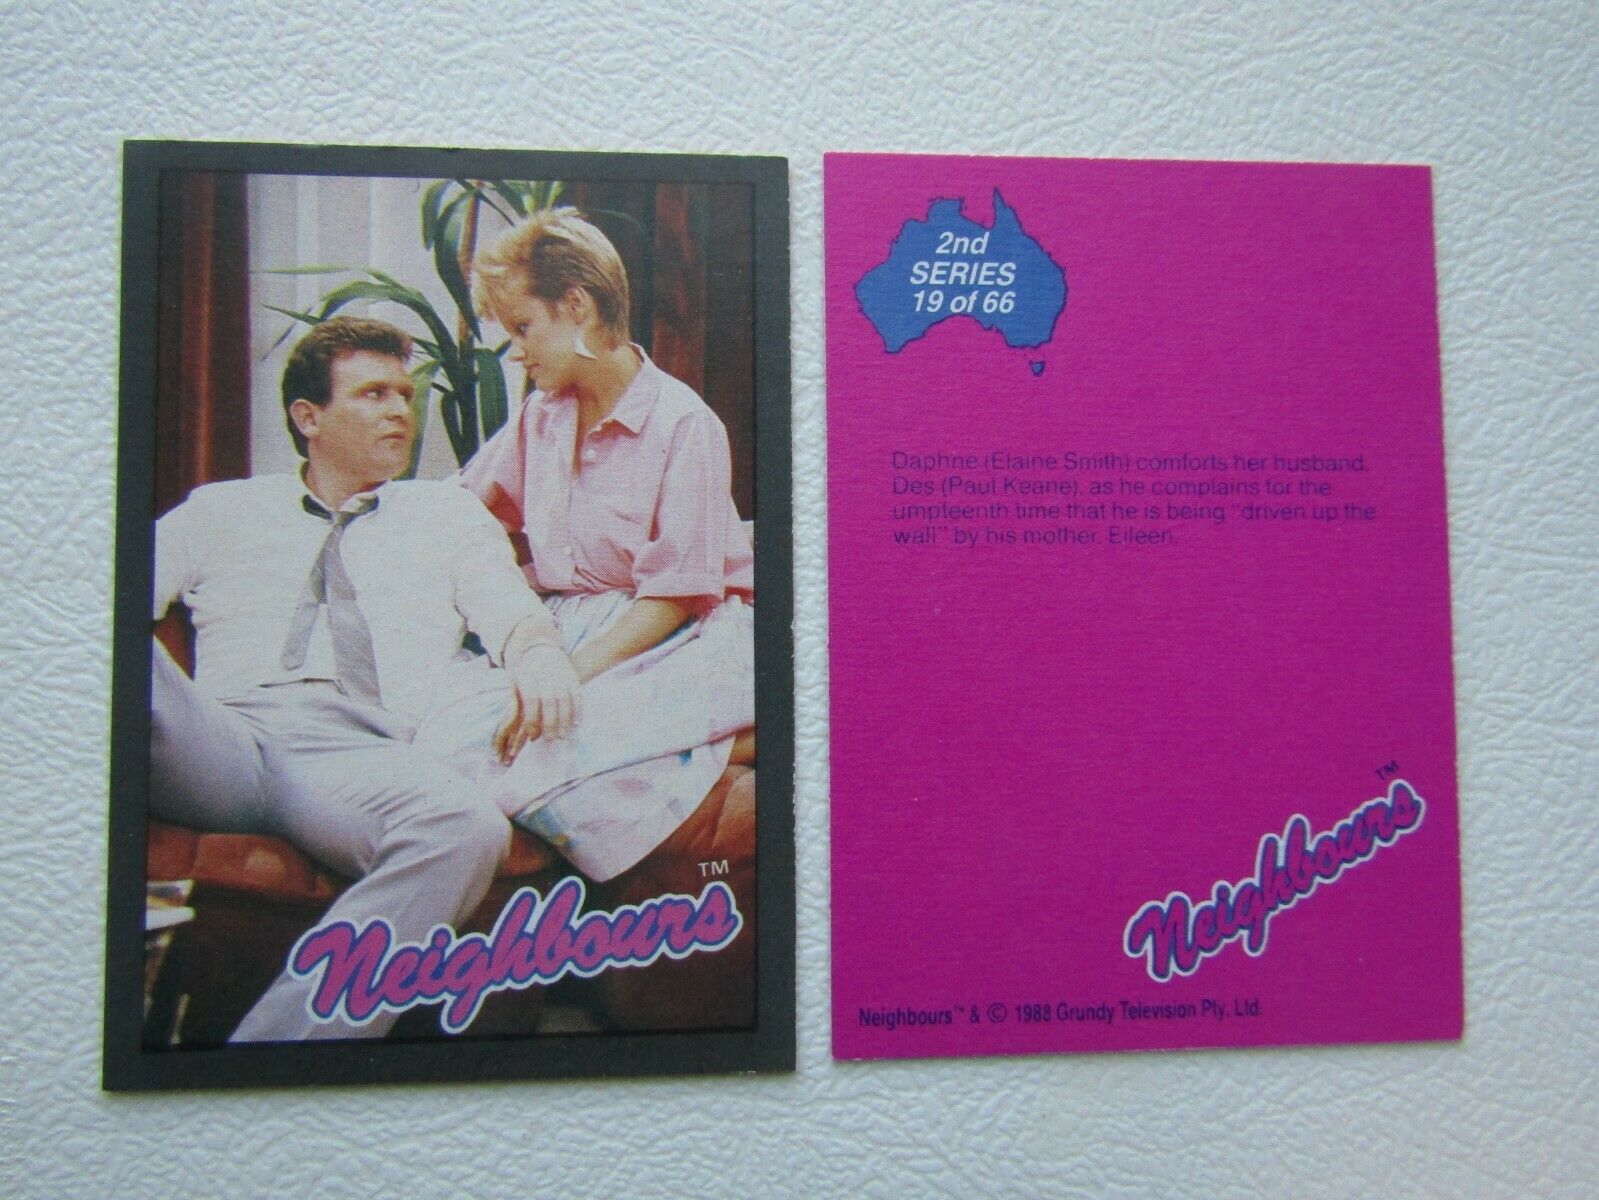 TM
Neighbours
2nd
SERIES
19 of 66
Daphne (Elaine Smith) comforts her husband,
Des (Paul Keane), as he complains for the
umpteenth time that he is being "driven up the
wall" by his mother, Eileen.
TM
Neighbours
Neighbours™ & © 1988 Grundy Television Pty. Ltd.